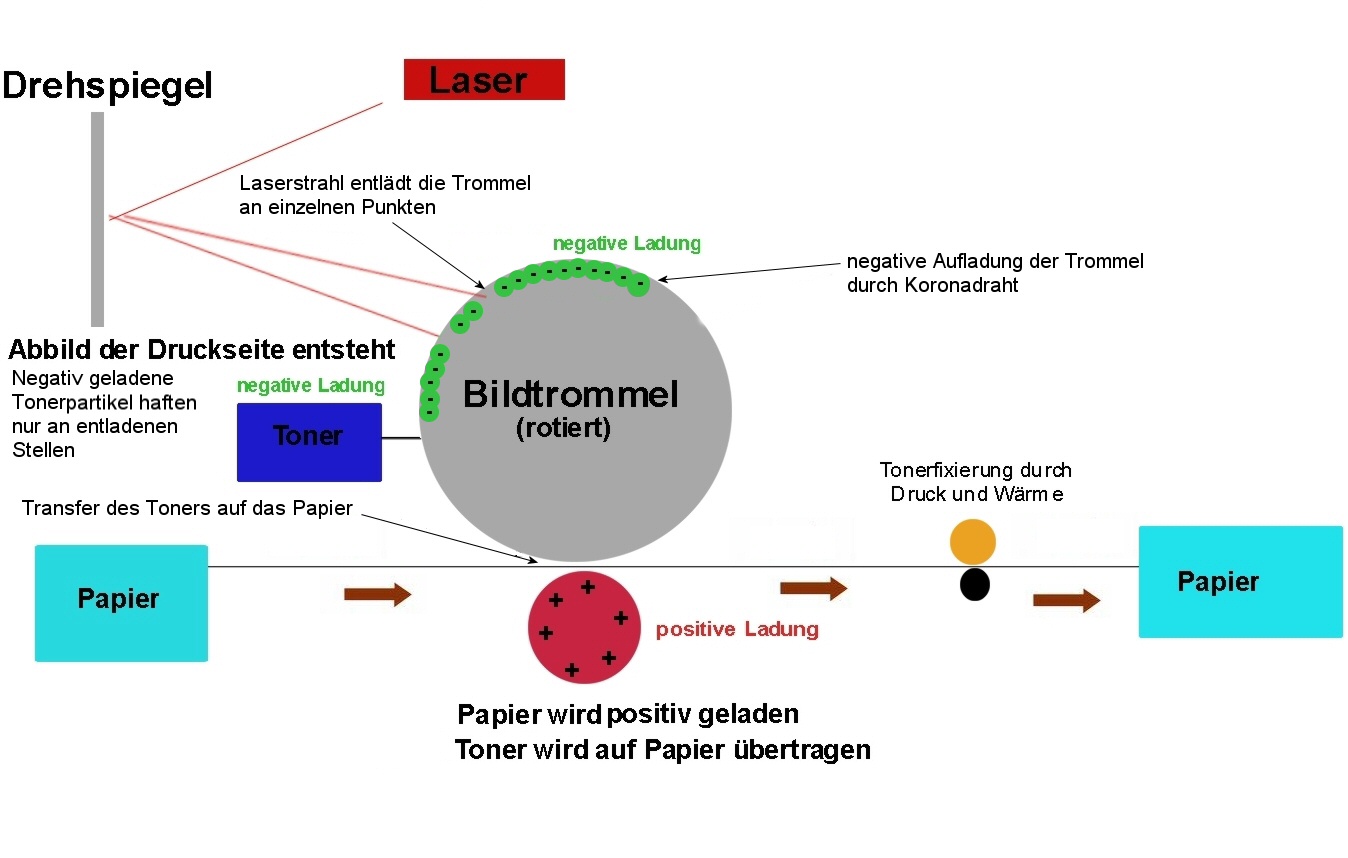 Drehspiegel
Laser
Laserstrahl entlädt die Trommel
an einzelnen Punkten
negative Ladung
negative Aufladung der Trommel
durch Koronadraht
Abbild der Druckseite entsteht
Negativ geladene
Tonerpartikel haften
nur an entladenen
Stellen
negative Ladung
Toner
Bildtrommel
(rotiert)
Transfer des Toners auf das Papier
Tonerfixierung durch
Druck und Wärme
Papier
Papier
positive Ladung
Papier wird positiv geladen
Toner wird auf Papier übertragen